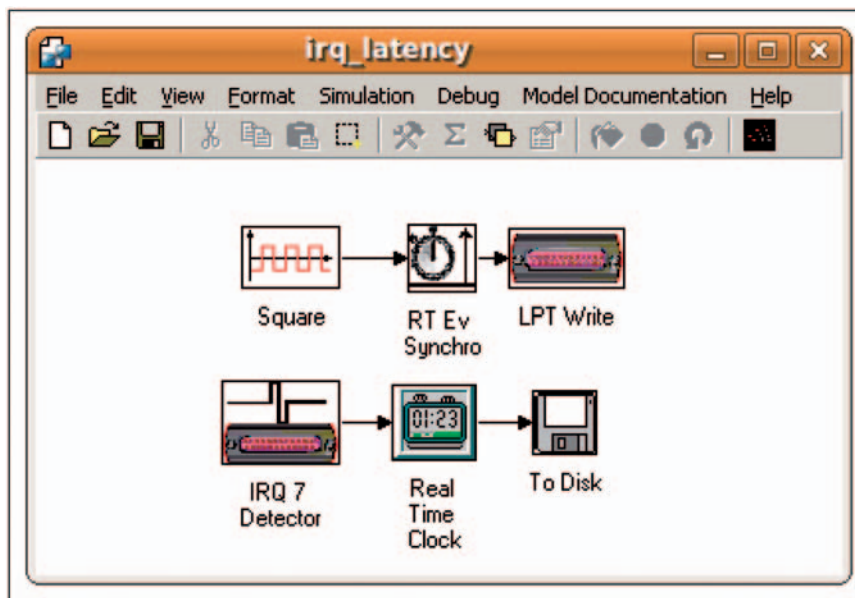 irq_latency
File Edit View Format Simulation Debug Model Documentation Help
Square
RT Ev
Synchro
LPT Write
01:23
IRQ 7
Detector
Real
Time
Clock
To Disk